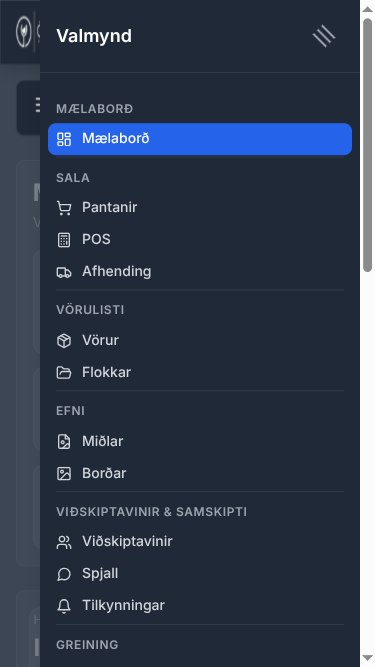 Valmynd
MÆLABORÐ
Mælaborð
SALA
Pantanir
POS
Afhending
VÖRULISTI
Vörur
Flokkar
EFNI
Miðlar
Borðar
VIÐSKIPTAVINIR & SAMSKIPTI
Viðskiptavinir
Spjall
Tilkynningar
GREINING